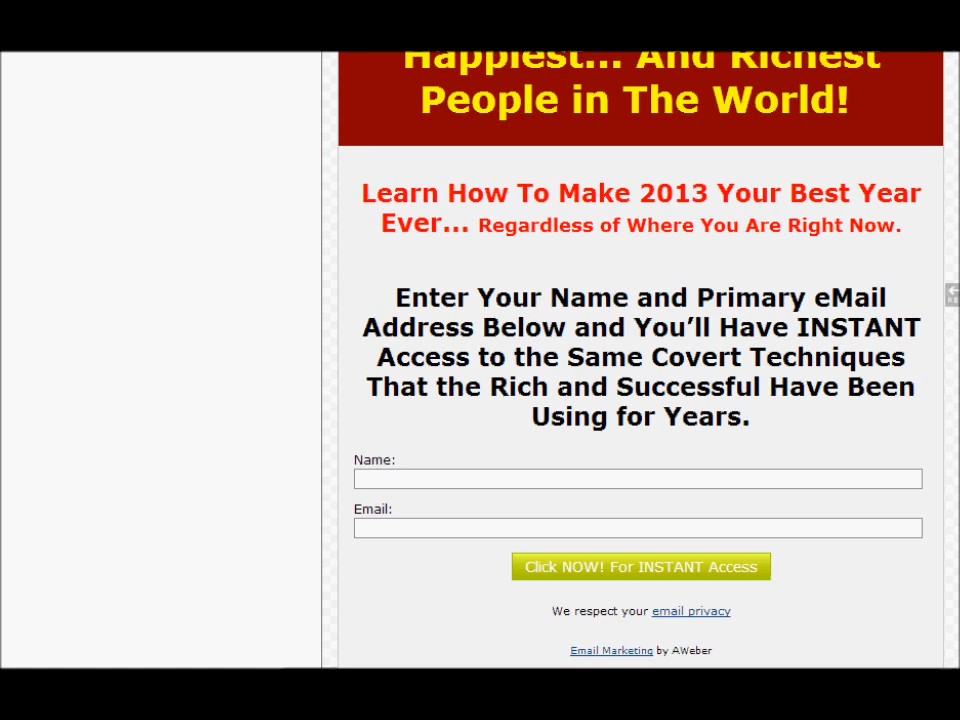 Happiest... And Richest
People in The World!
Learn How To Make 2013 Your Best Year
Ever... Regardless of Where You Are Right Now.
Enter Your Name and Primary eMail
Address Below and You’ll Have INSTANT
Access to the Same Covert Techniques
That the Rich and Successful Have Been
Using for Years.
Name:
Email:
Click NOW! For INSTANT Access
We respect your email privacy
Email Marketing by AWeber